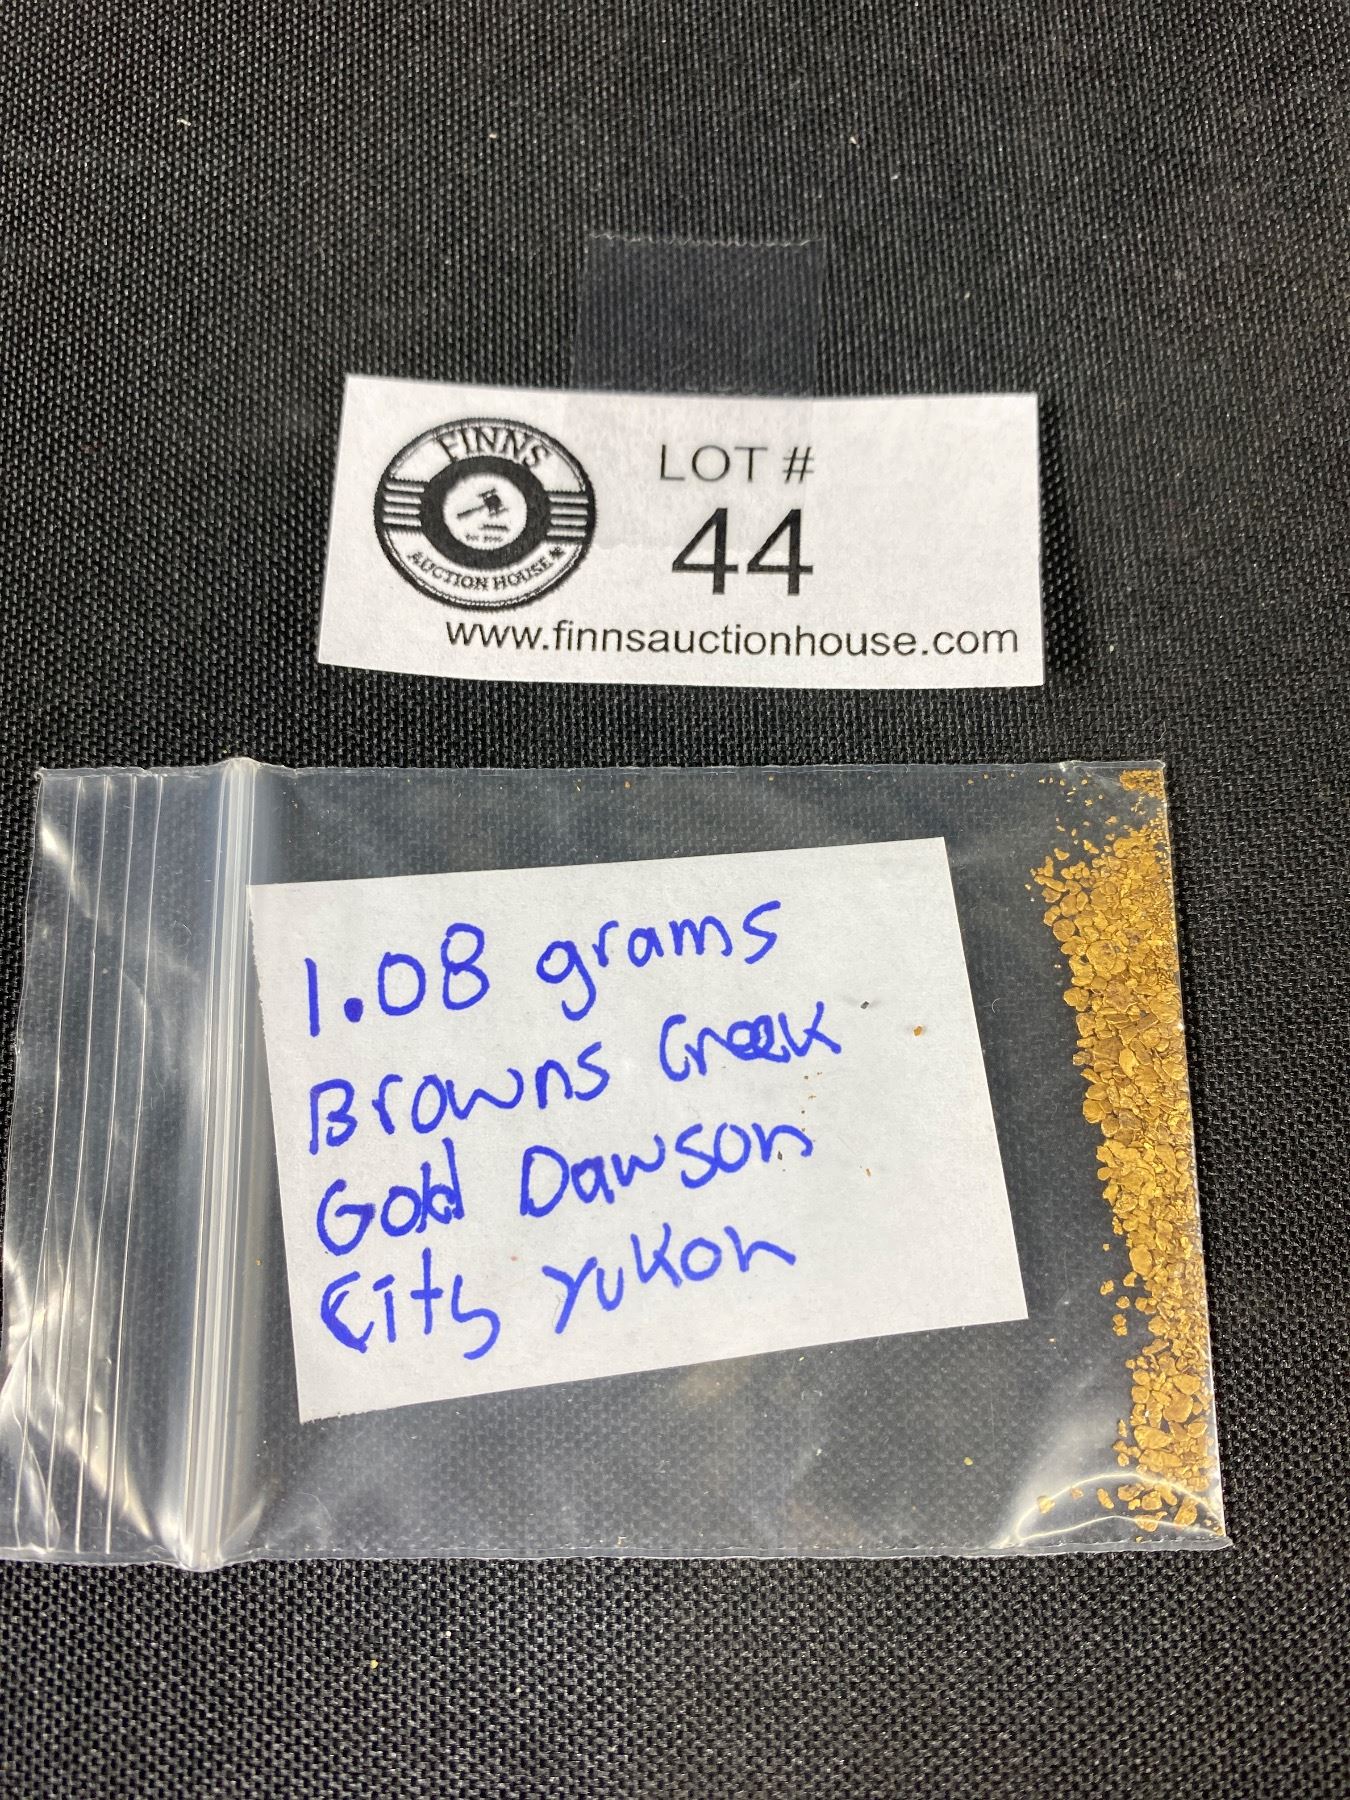 FINNS
AUCTION HOUSE
LOT #
44
www.finnsauctionhouse.com
1.08 grams
Browns Creek
Gold Dawson
City Yukon